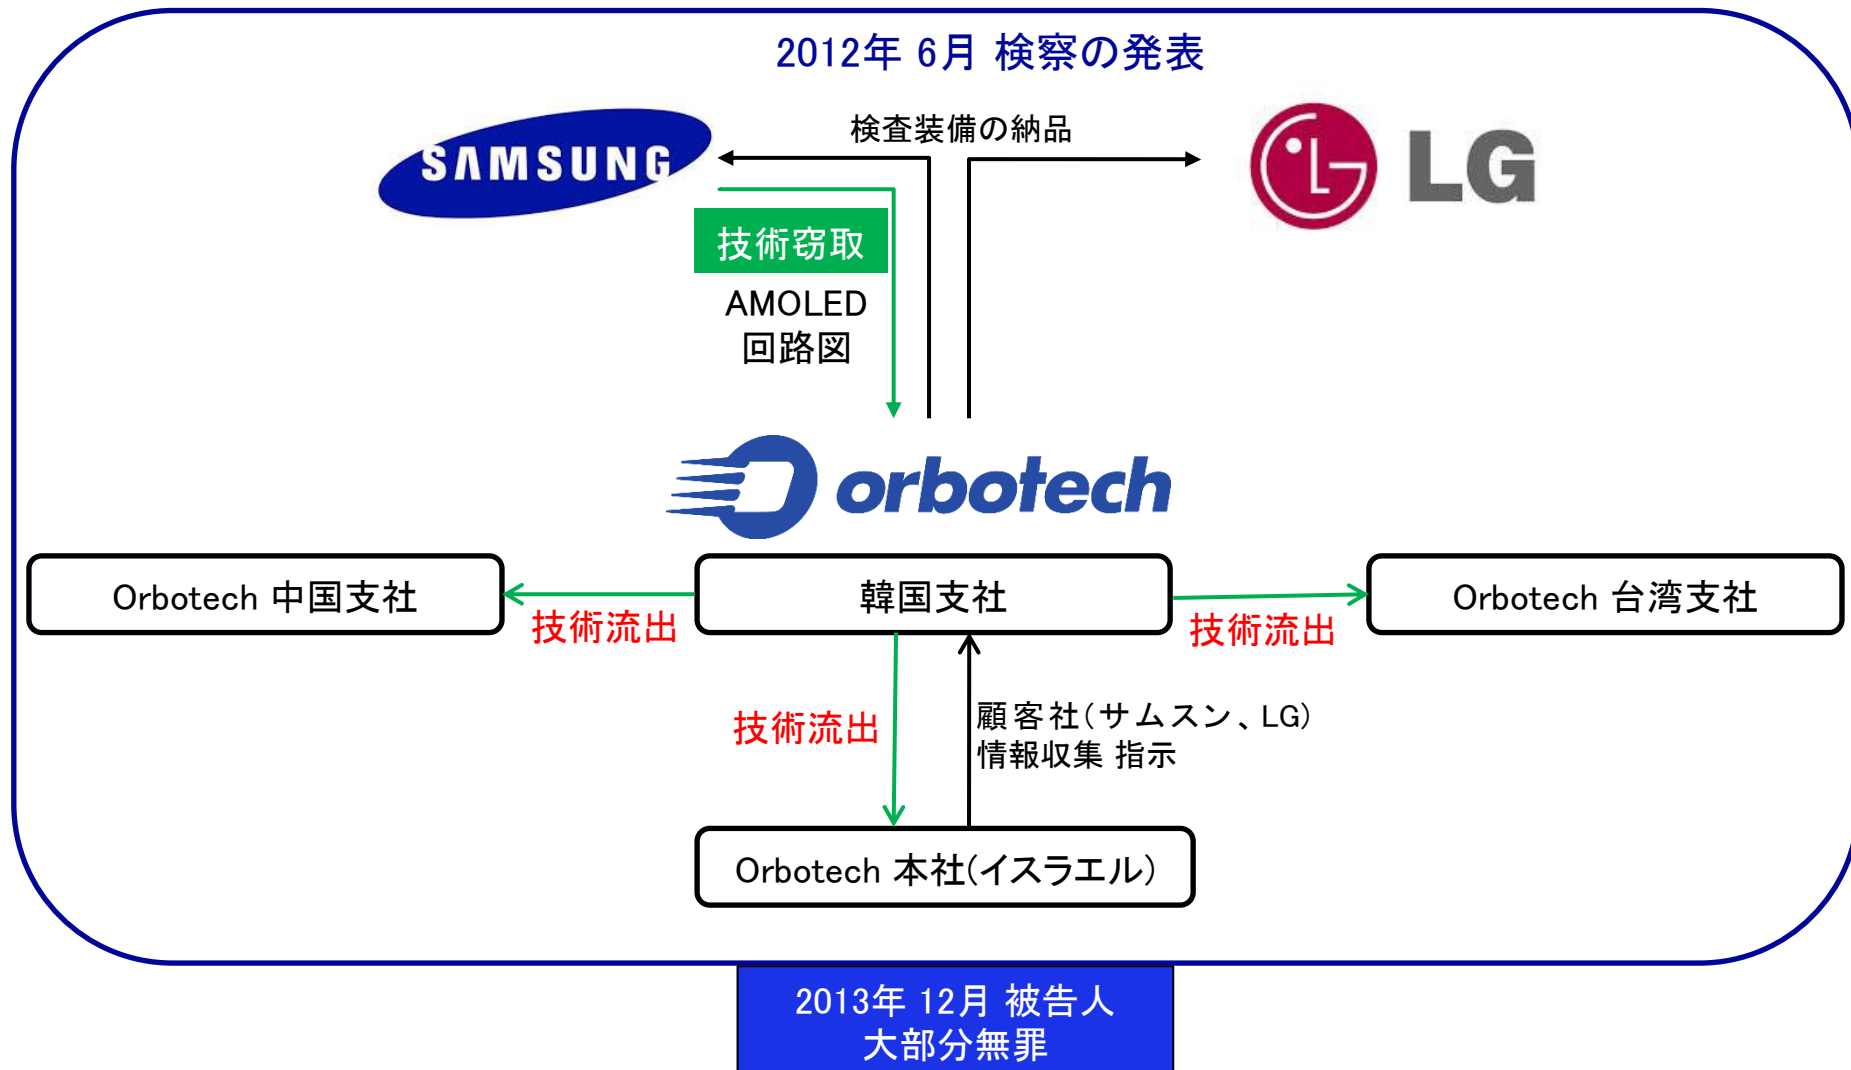 2012年 6月 検察の発表
SAMSUNG
検査装備の納品
LG
技術窃取
AMOLED
回路図
orbotech
Orbotech 中国支社
技術流出
韓国支社
技術流出
Orbotech 台湾支社
技術流出
顧客社(サムスン、LG)
情報収集 指示
Orbotech 本社(イスラエル)
2013年 12月 被告人
大部分無罪